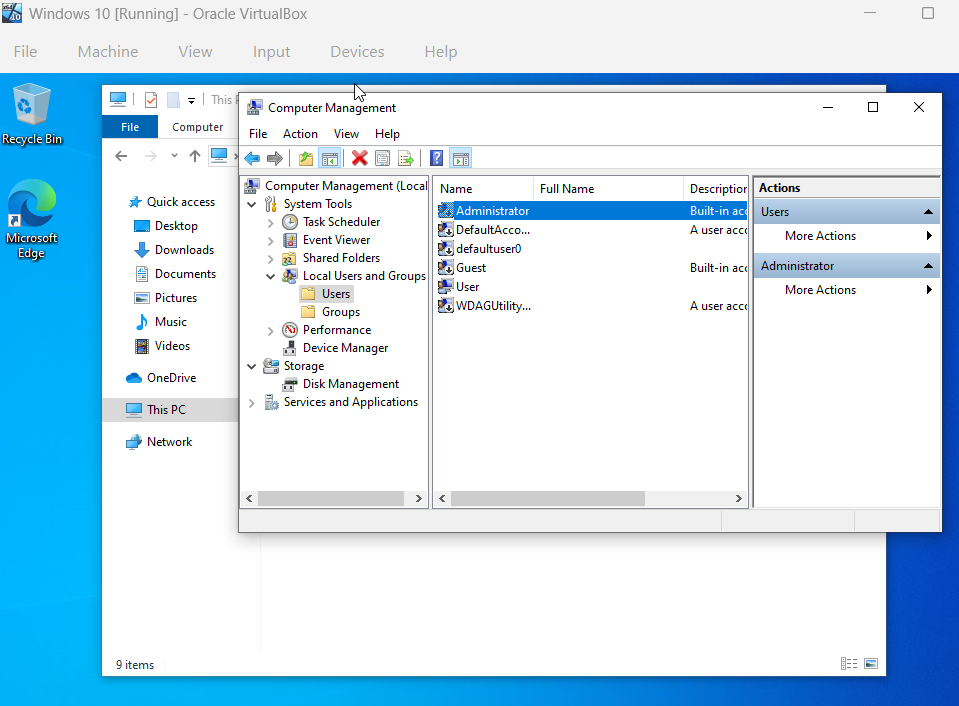 Windows 10 [Running] - Oracle VirtualBox
File Machine View Input Devices Help
Recycle Bin
Microsoft
Edge
This
File Computer
Quick access
Desktop
Downloads
Documents
Pictures
Music
Videos
OneDrive
This PC
Network
9 items
Computer Management
File Action View Help
Computer Management (Local
System Tools
Task Scheduler
Event Viewer
Shared Folders
Local Users and Groups
Users
Groups
Performance
Device Manager
Storage
Disk Management
Services and Applications
Name Full Name Description
Administrator Built-in acc
DefaultAcco... A user acco
defaultuser0
Guest Built-in acc
User
WDAGUtility... A user acco
Actions
Users
More Actions
Administrator
More Actions